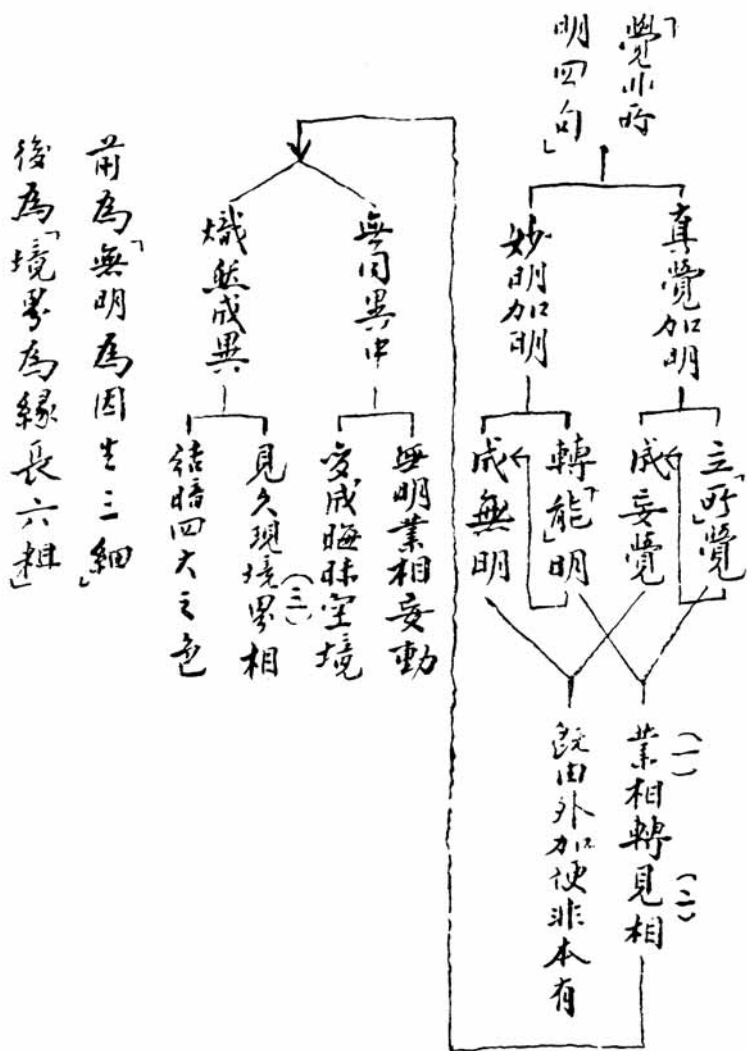 「覺非所
明四句」
真覺加明
妙明加明
立「所」覺
成妄覺
轉「能」明
成無明
(一)(二)
業相轉見相
既由外加便非本有
無同異中
熾然成異
無明業相妄動
變成晦昧空境
(三)
見久現境界相
結暗四大之色
前為「無明為因生三細」
後為「境界為緣長六粗」